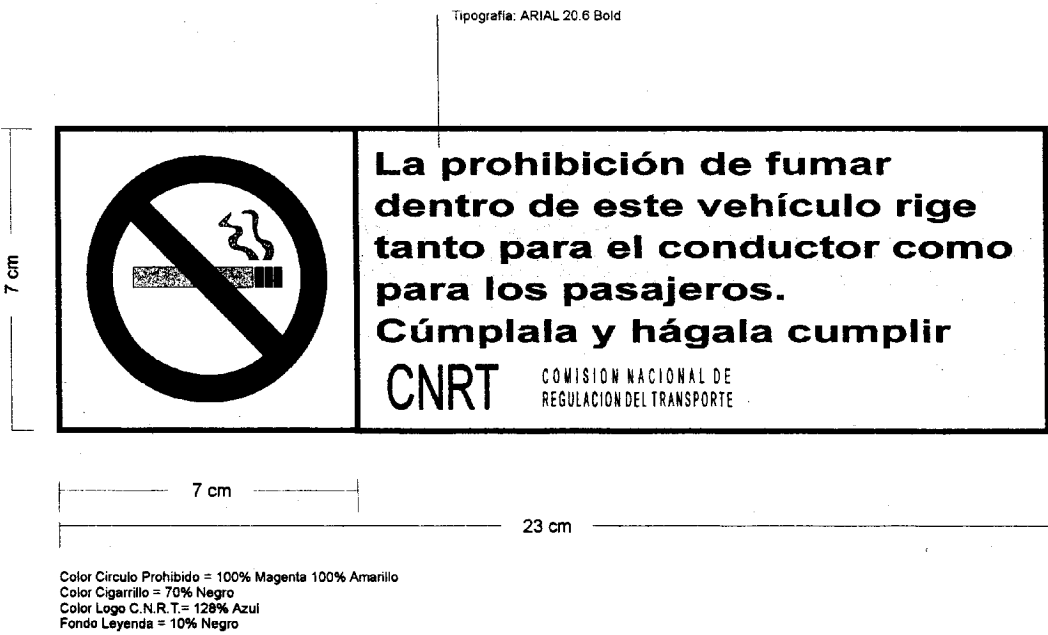 Tipografía: ARIAL 20.6 Bold
La prohibición de fumar
dentro de este vehículo rige
tanto para el conductor como
para los pasajeros.
Cúmplala y hágala cumplir
CNRT
COMISION NACIONAL DE
REGULACION DEL TRANSPORTE
7 cm
7 cm
23 cm
Color Circulo Prohibido = 100% Magenta 100% Amarillo
Color Cigarrillo = 70% Negro
Color Logo C.N.R.T.= 128% Azul
Fondo Leyenda = 10% Negro